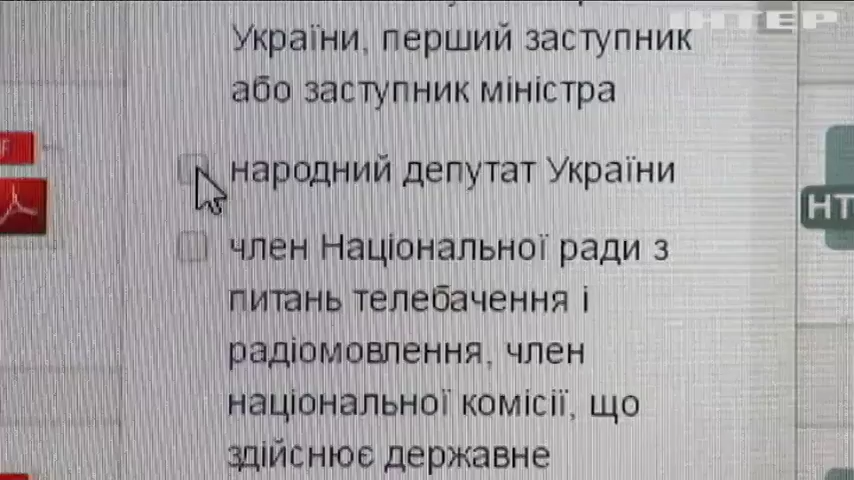 ІНТЕР
України, перший заступник
або заступник міністра
народний депутат України
член Національної ради з
питань телебачення і
радіомовлення, член
національної комісії, що
здійснює державне